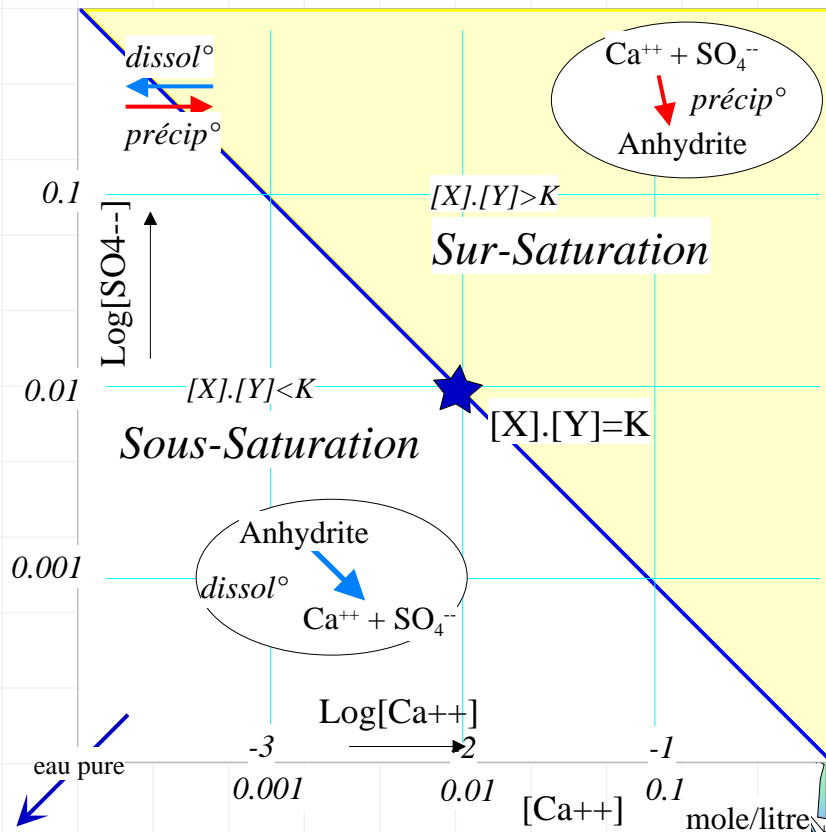 dissol°
précip°
Ca⁺⁺ + SO₄⁻⁻
précip°
Anhydrite
0.1
[X].[Y]>K
Sur-Saturation
Log[SO4--]
0.01
[X].[Y]<K
[X].[Y]=K
Sous-Saturation
Anhydrite
0.001
dissol°
Ca⁺⁺ + SO₄⁻⁻
Log[Ca++]
-3
-2
-1
eau pure
0.001
0.01
0.1
[Ca++]
mole/litre